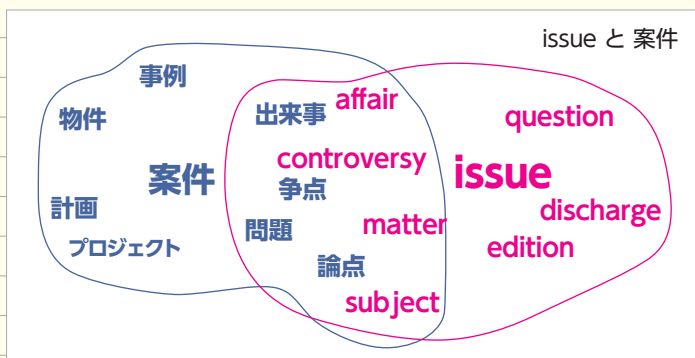 issue と 案件
事例
物件
案件
計画
プロジェクト
出来事
affair
controversy
争点
問題
matter
論点
subject
question
issue
discharge
edition